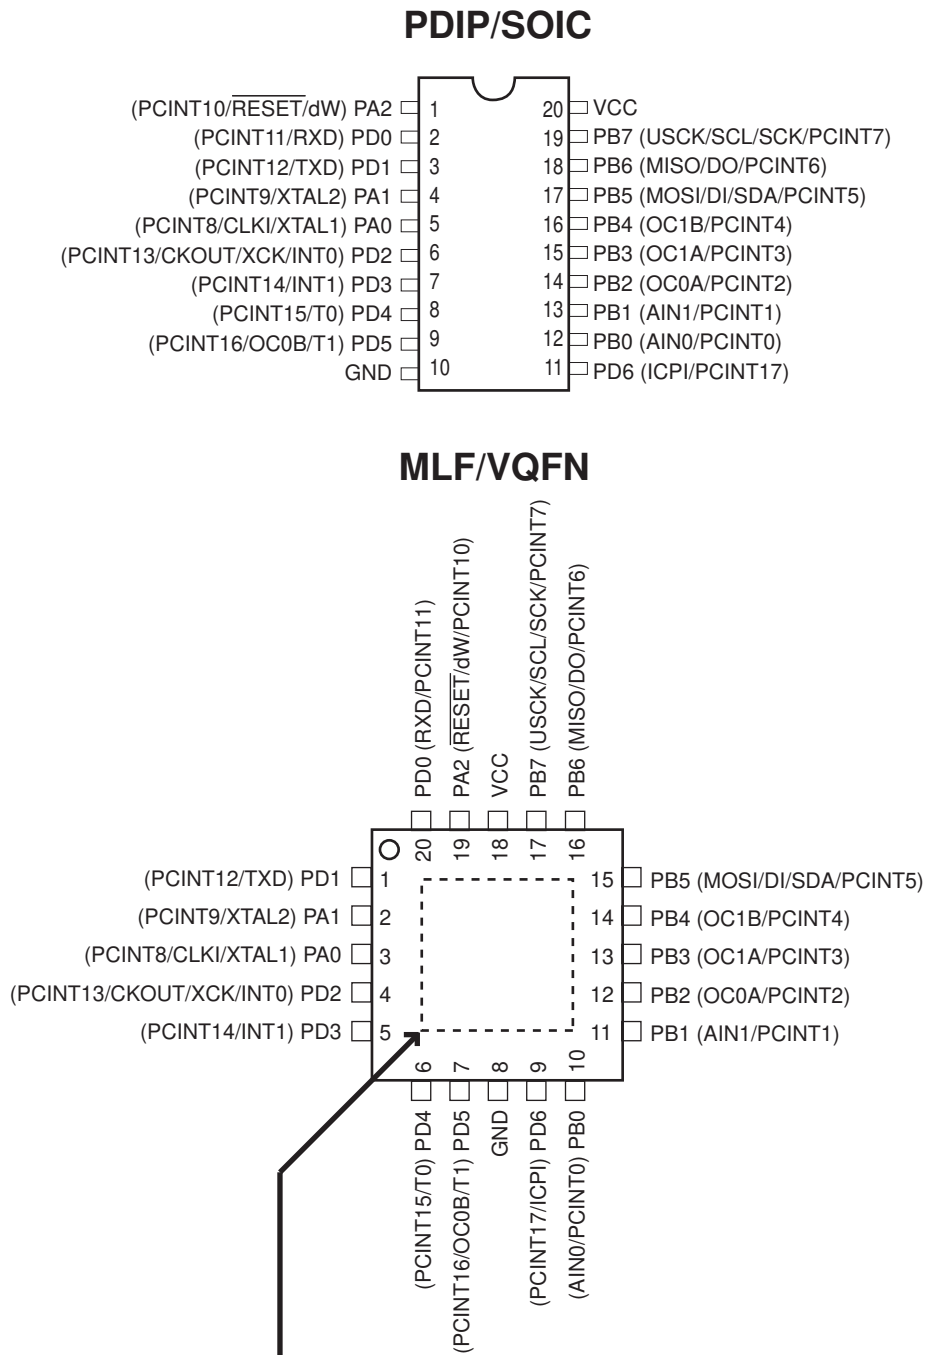 PDIP/SOIC
(PCINT10/RESET/dW) PA2 1 20 VCC
(PCINT11/RXD) PD0 2 19 PB7 (USCK/SCL/SCK/PCINT7)
(PCINT12/TXD) PD1 3 18 PB6 (MISO/DO/PCINT6)
(PCINT9/XTAL2) PA1 4 17 PB5 (MOSI/DI/SDA/PCINT5)
(PCINT8/CLKI/XTAL1) PA0 5 16 PB4 (OC1B/PCINT4)
(PCINT13/CKOUT/XCK/INT0) PD2 6 15 PB3 (OC1A/PCINT3)
(PCINT14/INT1) PD3 7 14 PB2 (OC0A/PCINT2)
(PCINT15/T0) PD4 8 13 PB1 (AIN1/PCINT1)
(PCINT16/OC0B/T1) PD5 9 12 PB0 (AIN0/PCINT0)
GND 10 11 PD6 (ICPI/PCINT17)
MLF/VQFN
PD0 (RXD/PCINT11)
PA2 (RESET/dW/PCINT10)
VCC
PB7 (USCK/SCL/SCK/PCINT7)
PB6 (MISO/DO/PCINT6)
20 19 18 17 16
(PCINT12/TXD) PD1 1 15 PB5 (MOSI/DI/SDA/PCINT5)
(PCINT9/XTAL2) PA1 2 14 PB4 (OC1B/PCINT4)
(PCINT8/CLKI/XTAL1) PA0 3 13 PB3 (OC1A/PCINT3)
(PCINT13/CKOUT/XCK/INT0) PD2 4 12 PB2 (OC0A/PCINT2)
(PCINT14/INT1) PD3 5 11 PB1 (AIN1/PCINT1)
6 7 8 9 10
(PCINT15/T0) PD4
(PCINT16/OC0B/T1) PD5
GND
(PCINT17/ICPI) PD6
(AIN0/PCINT0) PB0